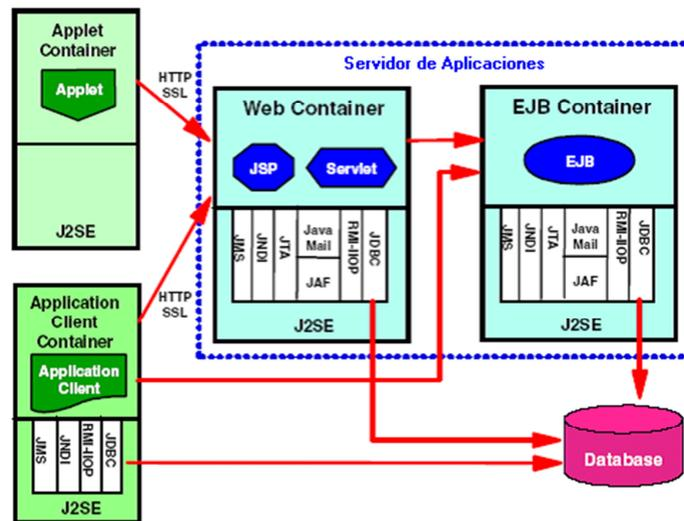 Applet
Container
Applet
J2SE
HTTP
SSL
Servidor de Aplicaciones
Web Container
JSP
Servlet
JMS
JNDI
JTA
Java
Mail
JAF
RMI-IIOP
JDBC
J2SE
EJB Container
EJB
JMS
JNDI
JTA
Java
Mail
JAF
RMI-IIOP
JDBC
J2SE
HTTP
SSL
Application
Client
Container
Application
Client
JMS
JNDI
RMI-IIOP
JDBC
J2SE
Database